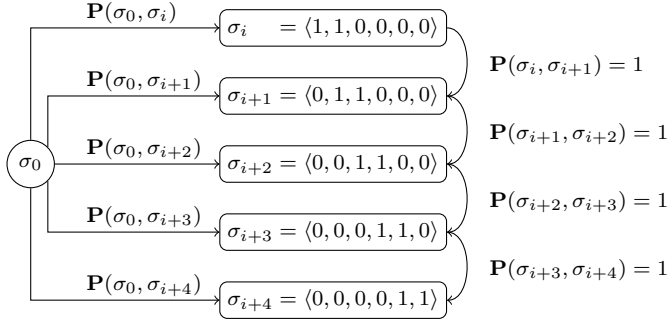 P(σ₀, σᵢ)
σᵢ = ⟨1, 1, 0, 0, 0, 0⟩
P(σᵢ, σᵢ₊₁) = 1
P(σ₀, σᵢ₊₁)
σᵢ₊₁ = ⟨0, 1, 1, 0, 0, 0⟩
P(σᵢ₊₁, σᵢ₊₂) = 1
σ₀
P(σ₀, σᵢ₊₂)
σᵢ₊₂ = ⟨0, 0, 1, 1, 0, 0⟩
P(σᵢ₊₂, σᵢ₊₃) = 1
P(σ₀, σᵢ₊₃)
σᵢ₊₃ = ⟨0, 0, 0, 1, 1, 0⟩
P(σᵢ₊₃, σᵢ₊₄) = 1
P(σ₀, σᵢ₊₄)
σᵢ₊₄ = ⟨0, 0, 0, 0, 1, 1⟩